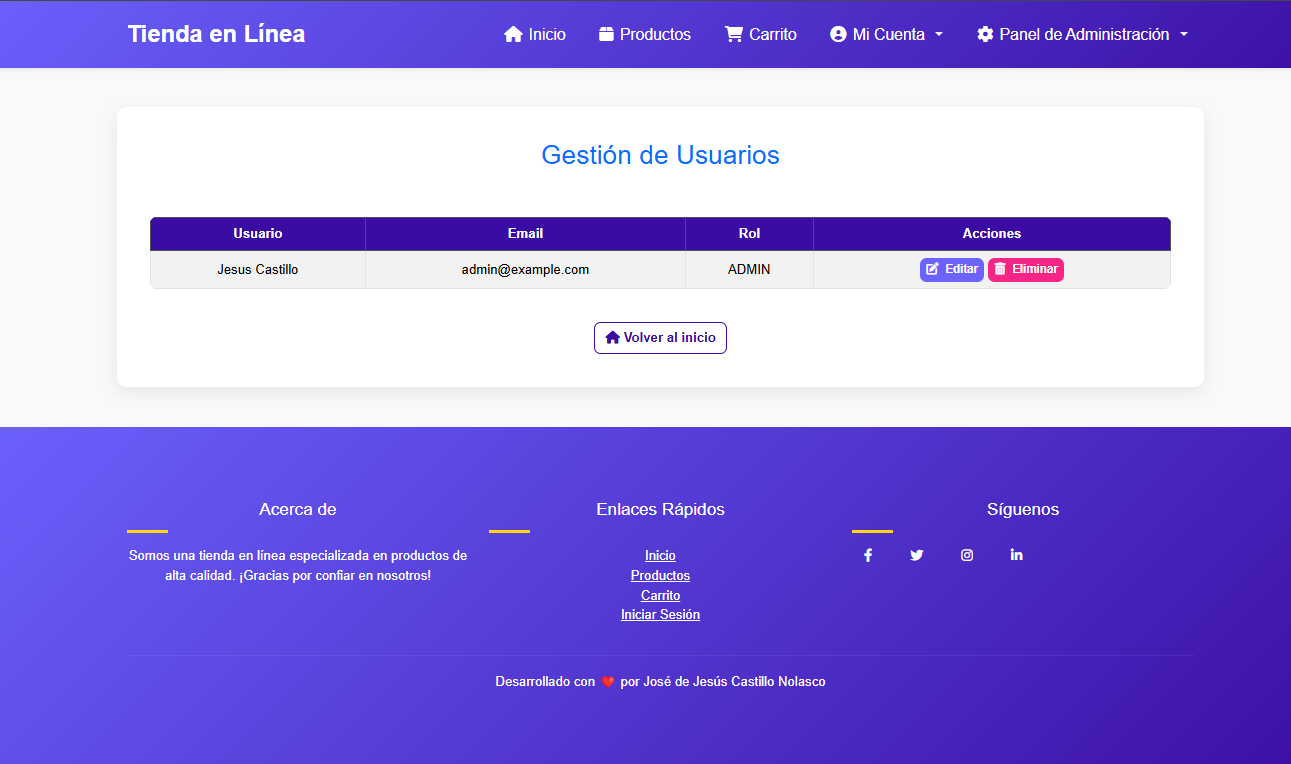 Tienda en Línea
Inicio
Productos
Carrito
Mi Cuenta
Panel de Administración
Gestión de Usuarios
Usuario Email Rol Acciones
Jesus Castillo admin@example.com ADMIN Editar Eliminar
Volver al inicio
Acerca de
Somos una tienda en línea especializada en productos de
alta calidad. ¡Gracias por confiar en nosotros!
Enlaces Rápidos
Inicio
Productos
Carrito
Iniciar Sesión
Síguenos
Desarrollado con ❤️ por José de Jesús Castillo Nolasco